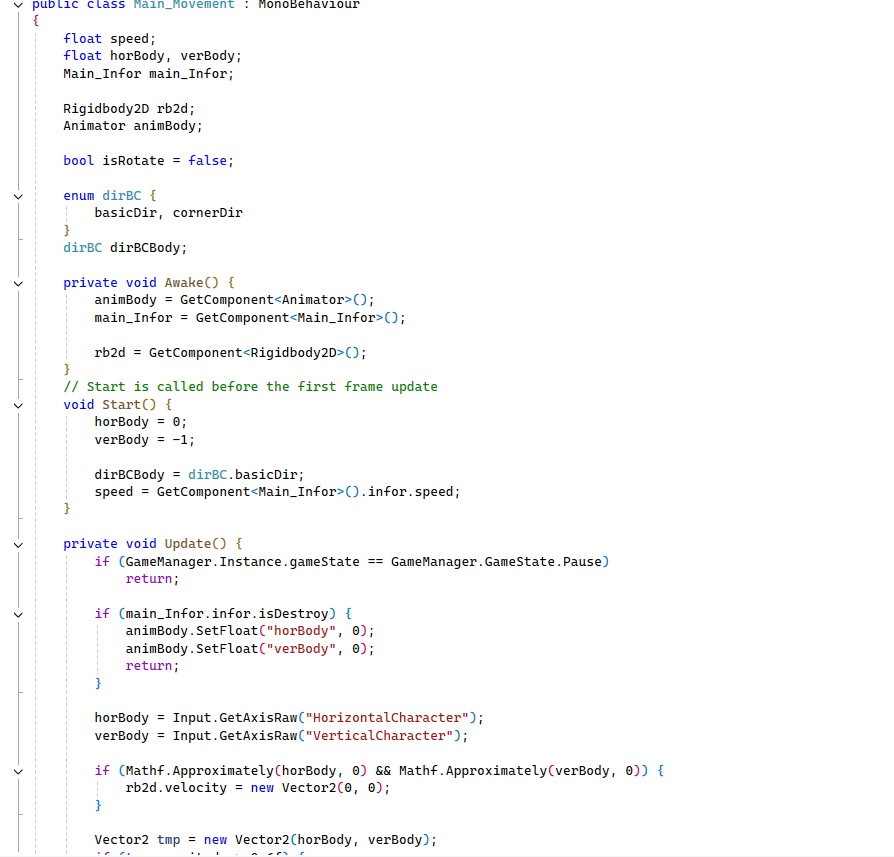 public class Main_Movement : MonoBehaviour
{
float speed;
float horBody, verBody;
Main_Infor main_Infor;
Rigidbody2D rb2d;
Animator animBody;
bool isRotate = false;
enum dirBC {
basicDir, cornerDir
}
dirBC dirBCBody;
private void Awake() {
animBody = GetComponent<Animator>();
main_Infor = GetComponent<Main_Infor>();
rb2d = GetComponent<Rigidbody2D>();
}
// Start is called before the first frame update
void Start() {
horBody = 0;
verBody = -1;
dirBCBody = dirBC.basicDir;
speed = GetComponent<Main_Infor>().infor.speed;
}
private void Update() {
if (GameManager.Instance.gameState == GameManager.GameState.Pause)
return;
if (main_Infor.infor.isDestroy) {
animBody.SetFloat("horBody", 0);
animBody.SetFloat("verBody", 0);
return;
}
horBody = Input.GetAxisRaw("HorizontalCharacter");
verBody = Input.GetAxisRaw("VerticalCharacter");
if (Mathf.Approximately(horBody, 0) && Mathf.Approximately(verBody, 0)) {
rb2d.velocity = new Vector2(0, 0);
}
Vector2 tmp = new Vector2(horBody, verBody);